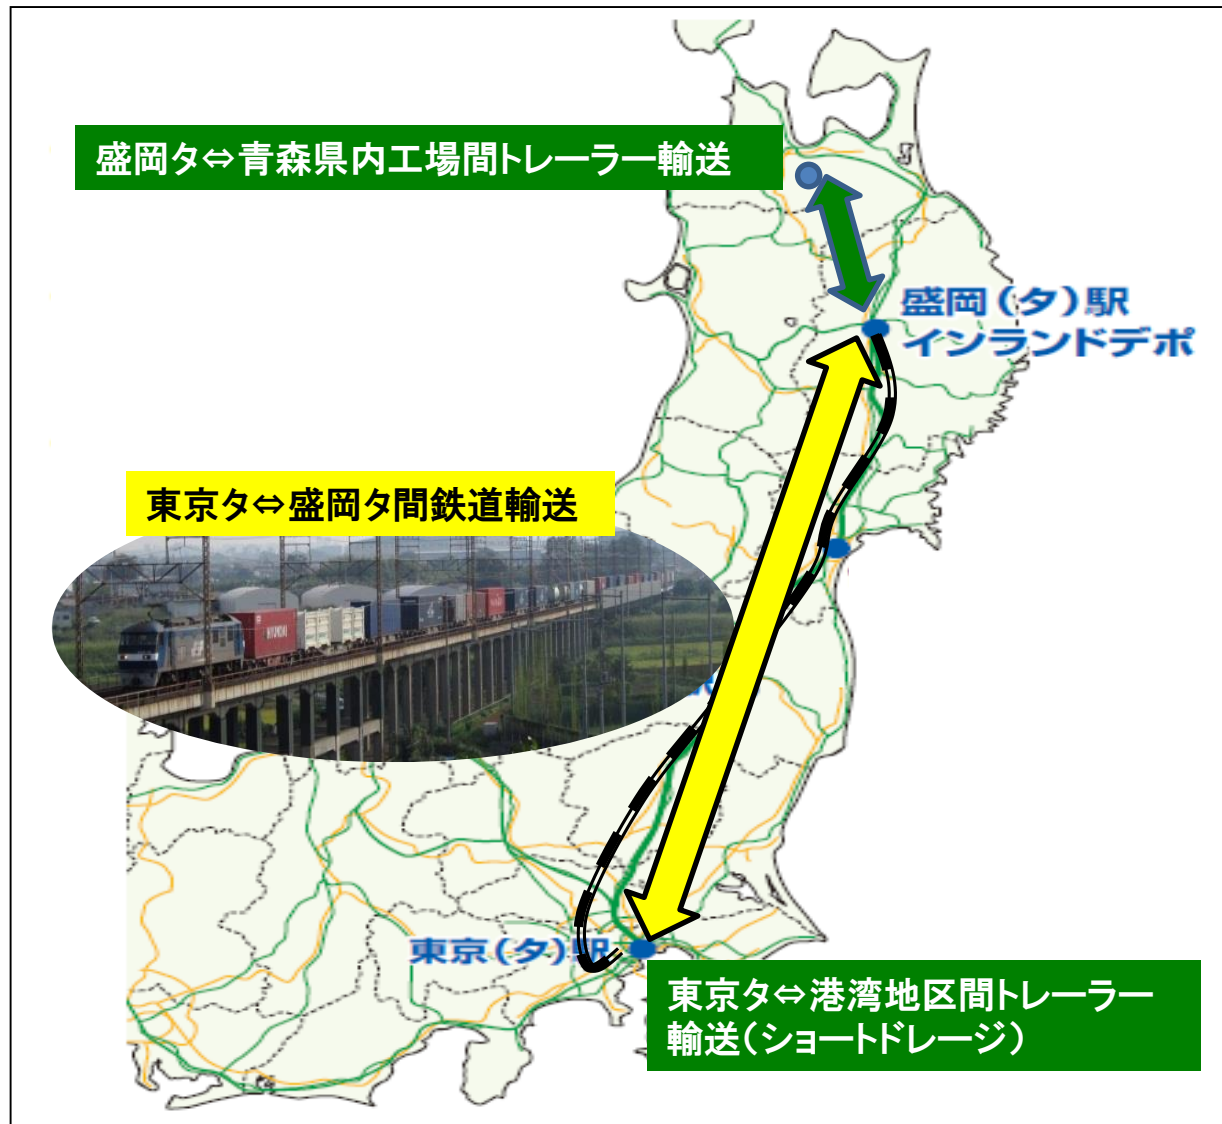 盛岡タ⇔青森県内工場間トレーラー輸送
盛岡(タ)駅
インランドデポ
東京タ⇔盛岡タ間鉄道輸送
HYUNDAI
東京(タ)駅
東京タ⇔港湾地区間トレーラー
輸送(ショートドレージ)